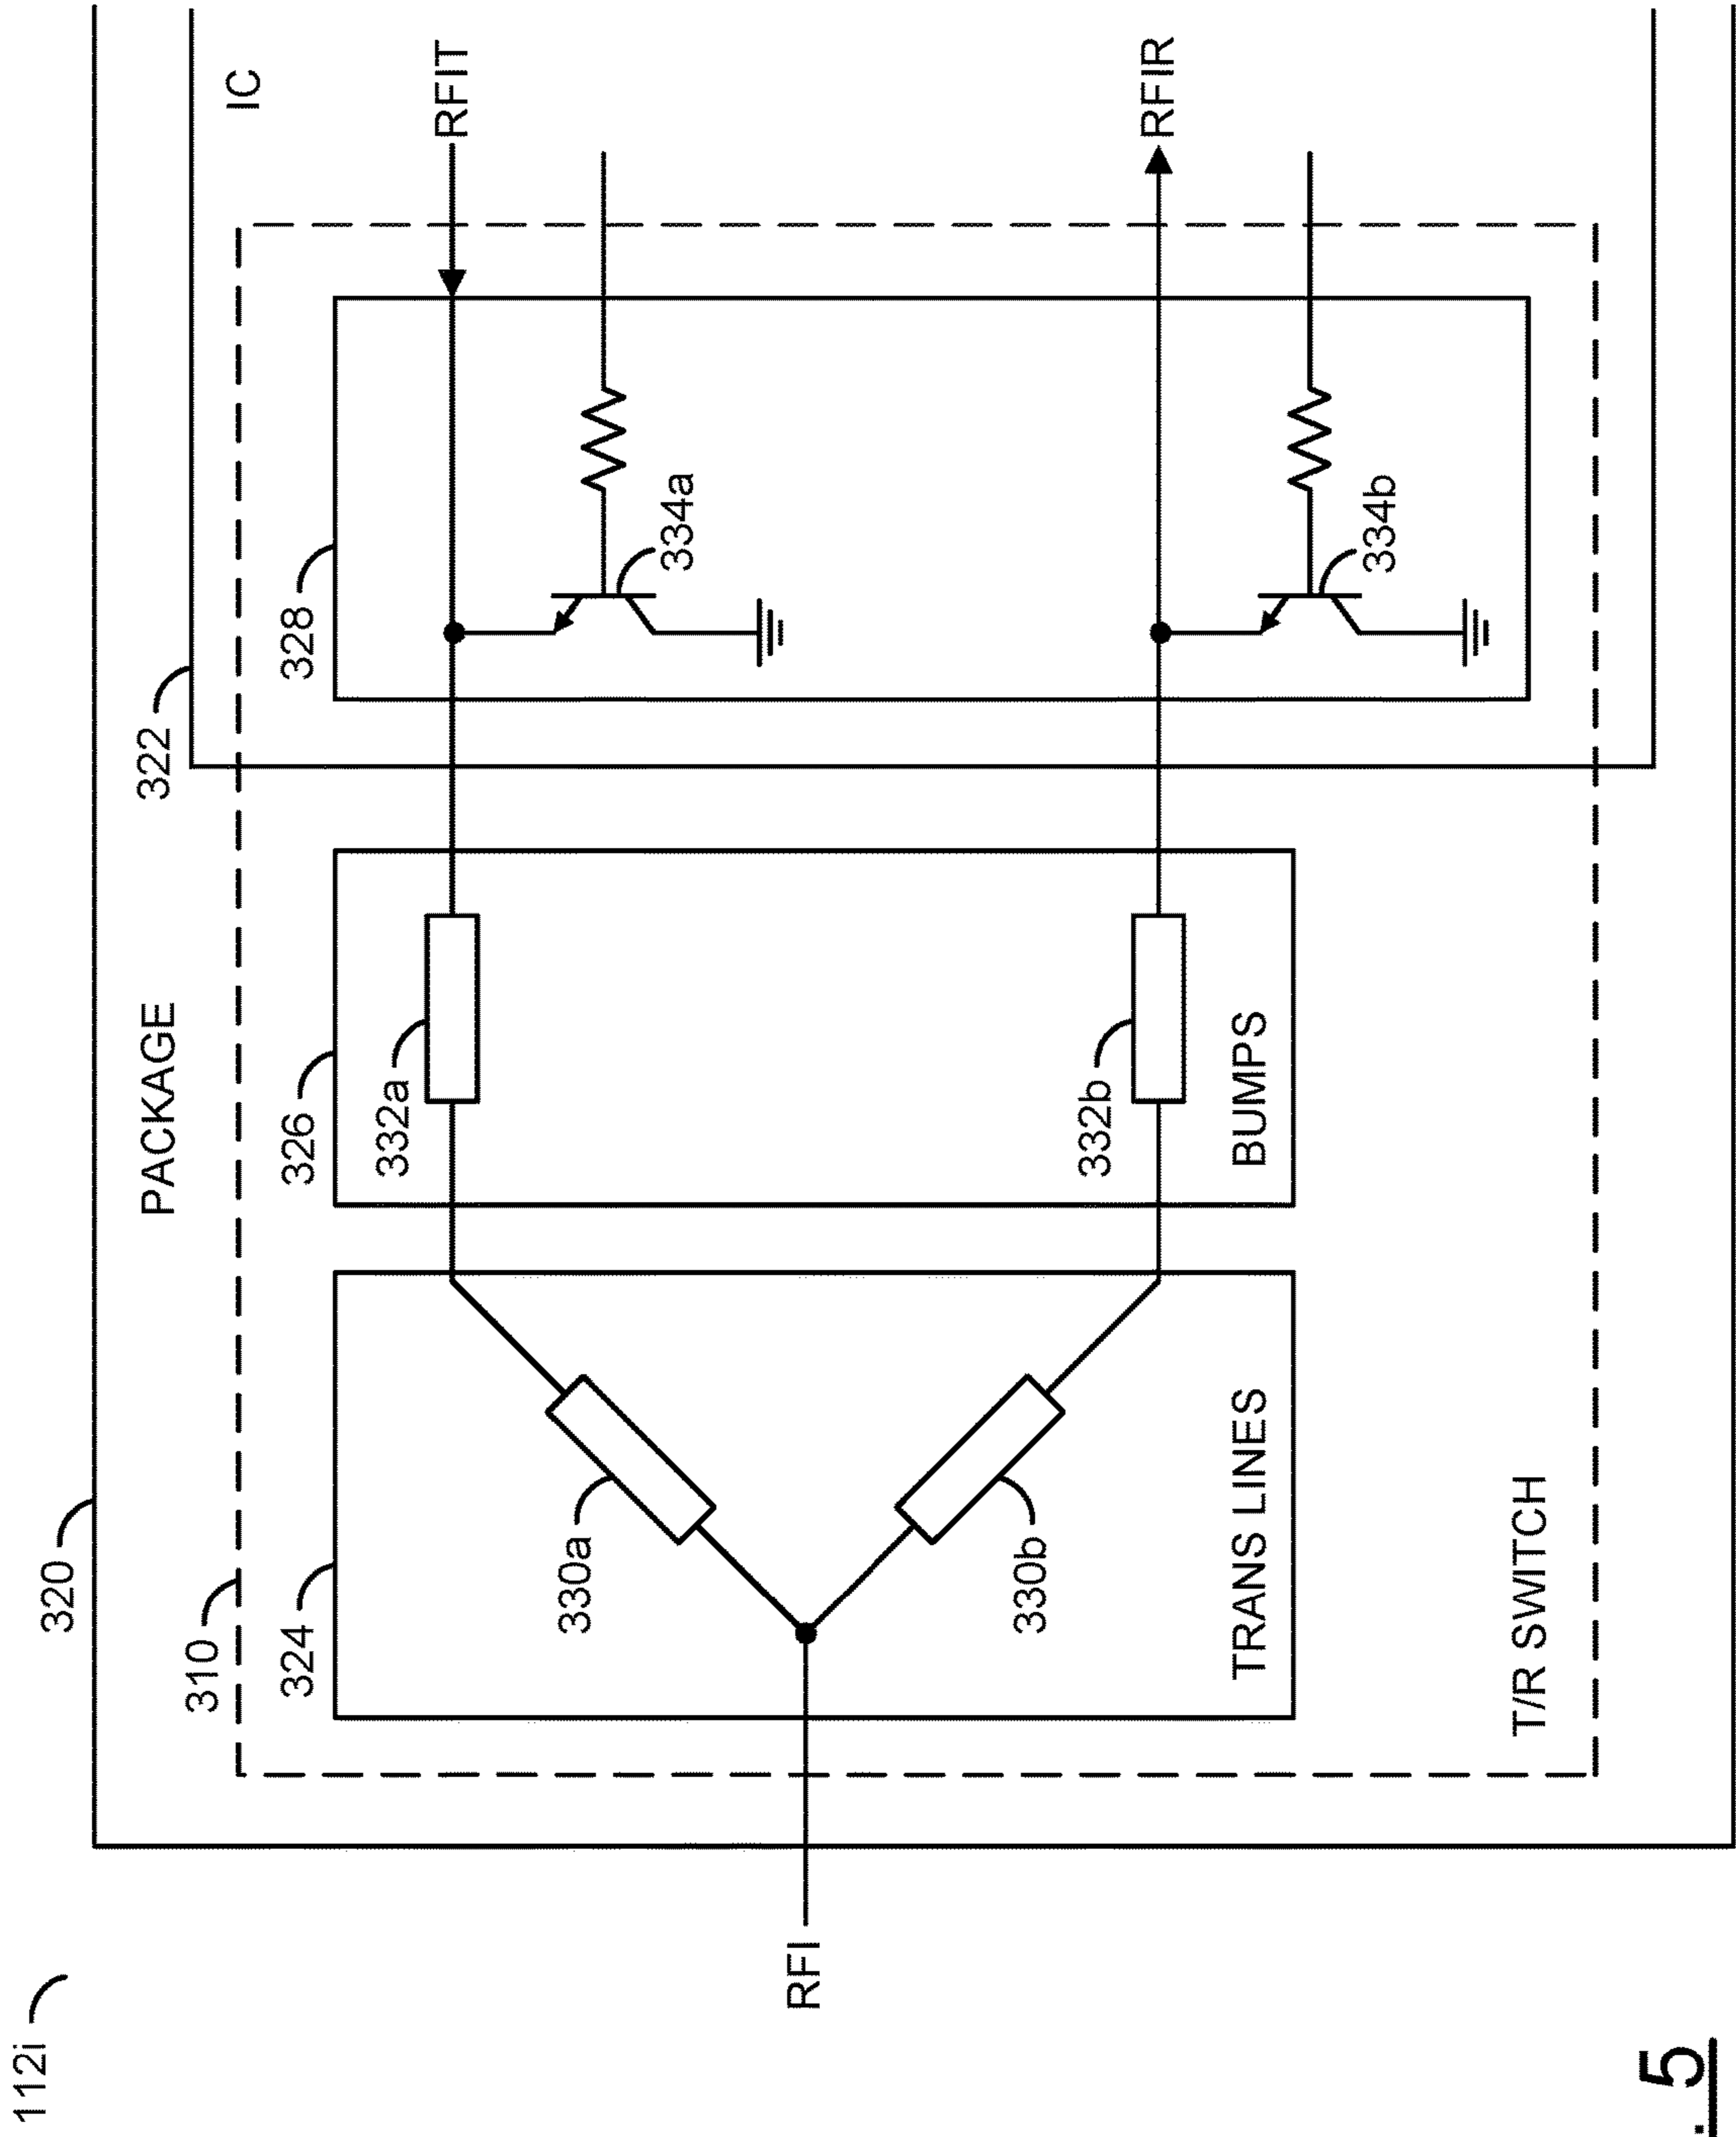 112i
320
PACKAGE
322
IC
310
324
326
328
332a
RFIT
330a
334a
RFI
330b
332b
RFIR
334b
TRANS LINES
BUMPS
T/R SWITCH
. 5